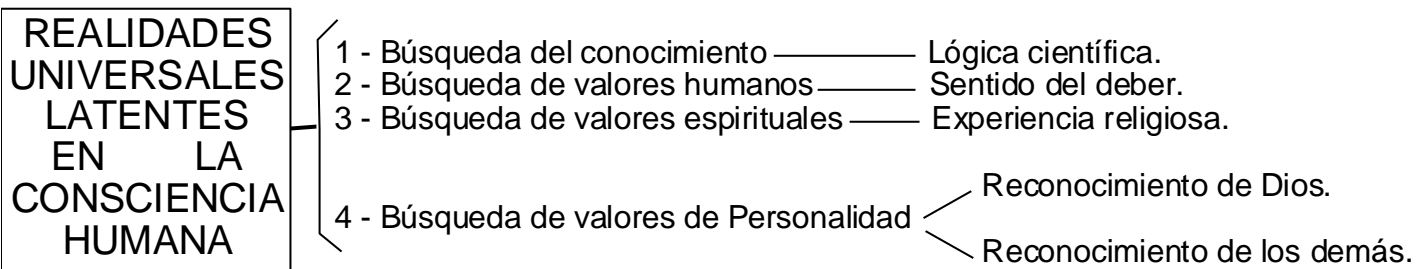 REALIDADES
UNIVERSALES
LATENTES
EN LA
CONSCIENCIA
HUMANA
1 - Búsqueda del conocimiento Lógica científica.
2 - Búsqueda de valores humanos Sentido del deber.
3 - Búsqueda de valores espirituales Experiencia religiosa.
4 - Búsqueda de valores de Personalidad
Reconocimiento de Dios.
Reconocimiento de los demás.